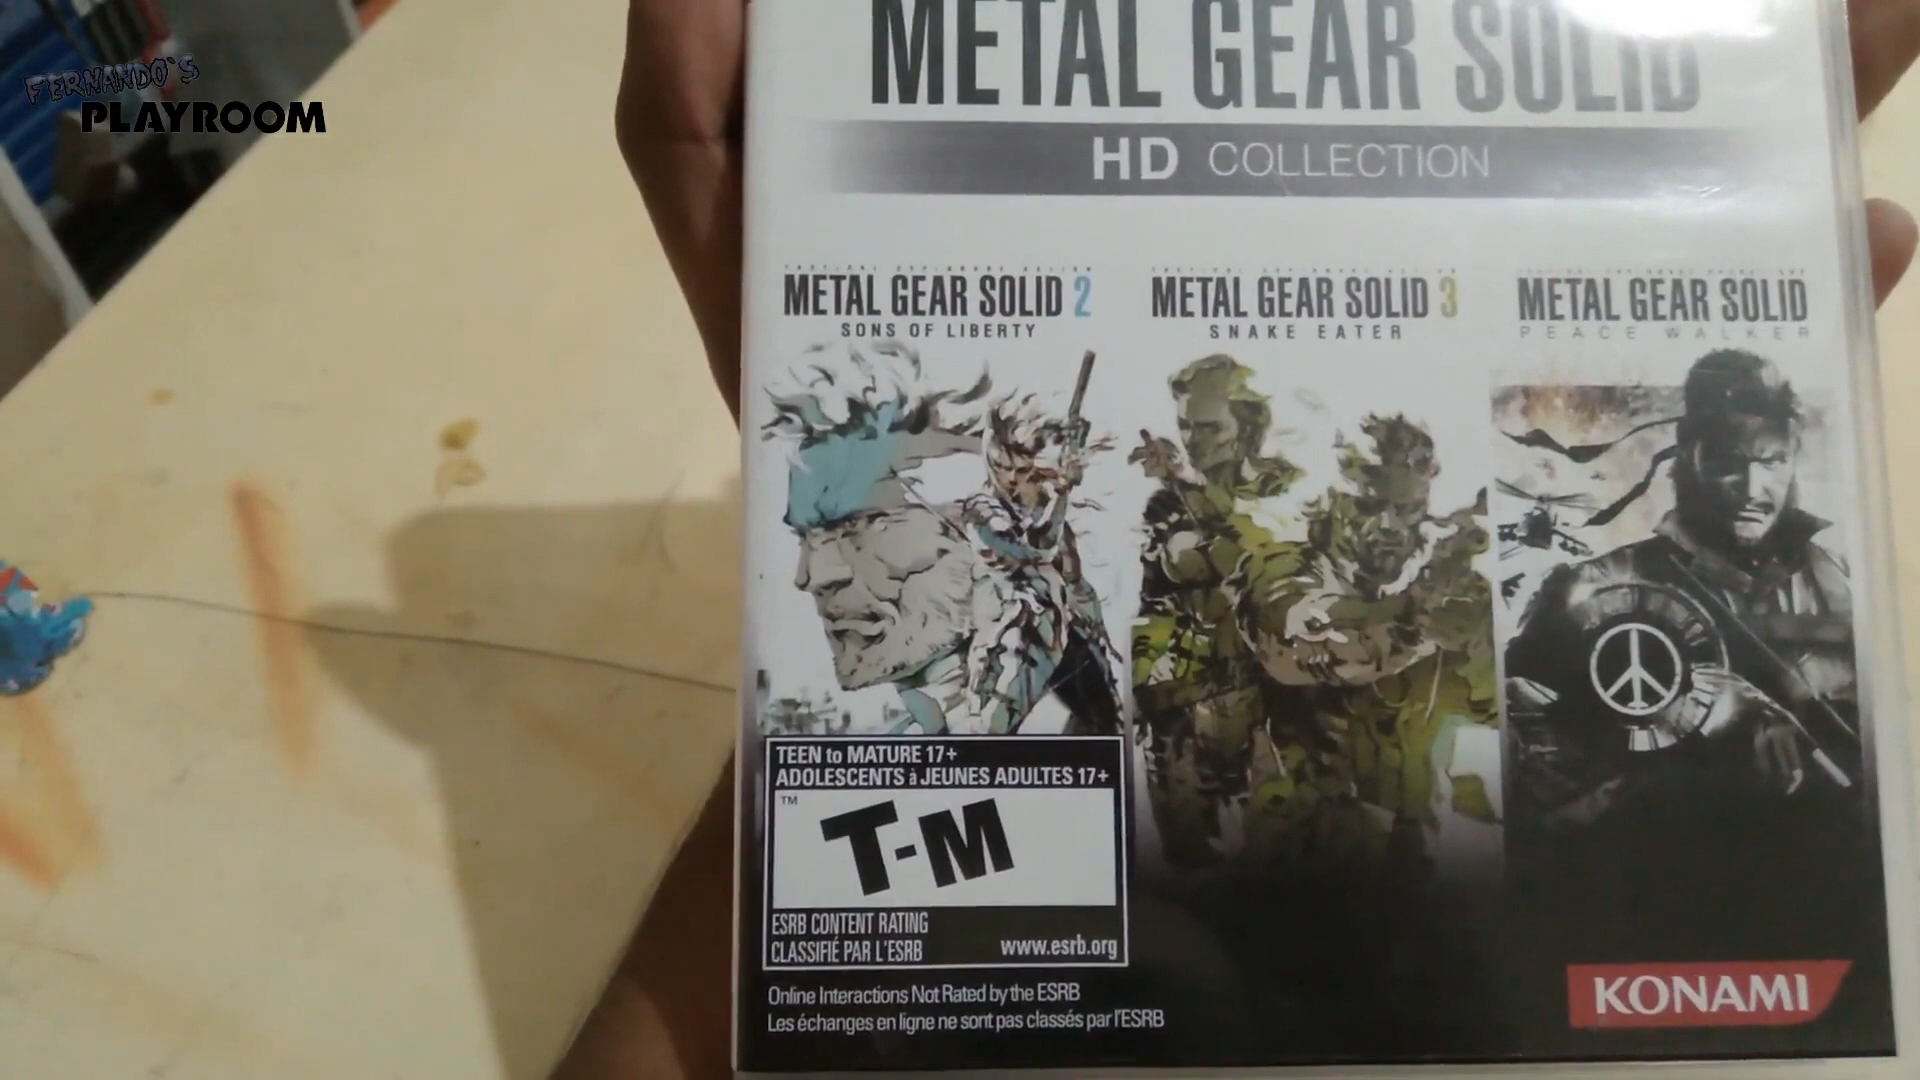 FERNANDO`S
PLAYROOM
METAL GEAR SOLID
HD COLLECTION
METAL GEAR SOLID 2
SONS OF LIBERTY
METAL GEAR SOLID 3
SNAKE EATER
METAL GEAR SOLID
PEACE WALKER
TEEN to MATURE 17+
ADOLESCENTS à JEUNES ADULTES 17+
™
T-M
ESRB CONTENT RATING
CLASSIFIÉ PAR L'ESRB
www.esrb.org
Online Interactions Not Rated by the ESRB
Les échanges en ligne ne sont pas classés par l'ESRB
KONAMI